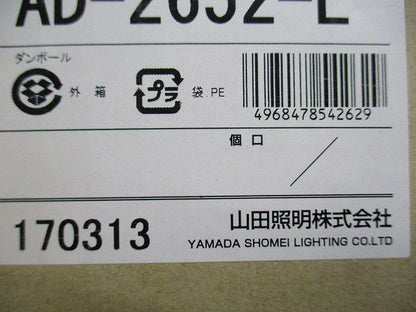 AD-2652-L
ダンボール
外箱
プラ
袋.PE
4968478542629
個口
170313
山田照明株式会社
YAMADA SHOMEI LIGHTING CO.LTD